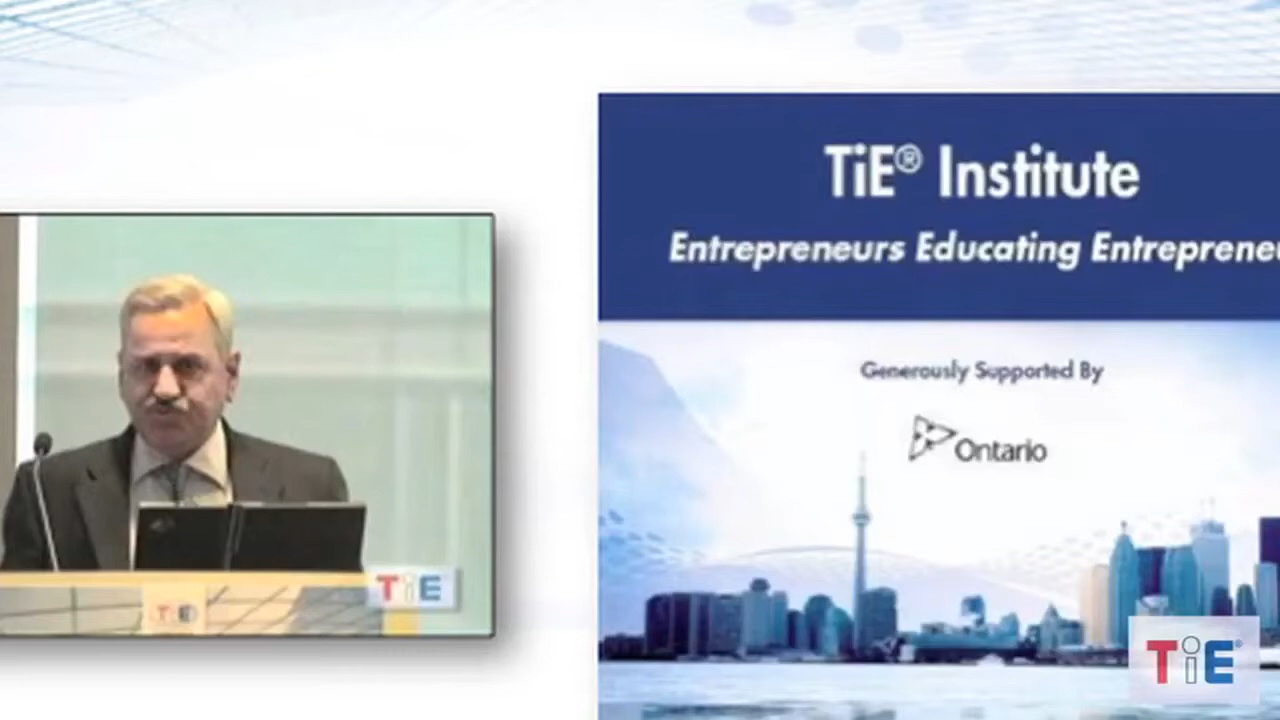 TiE® Institute
Entrepreneurs Educating Entrepreneu
Generously Supported By
Ontario
TiE
TiE
TiE®